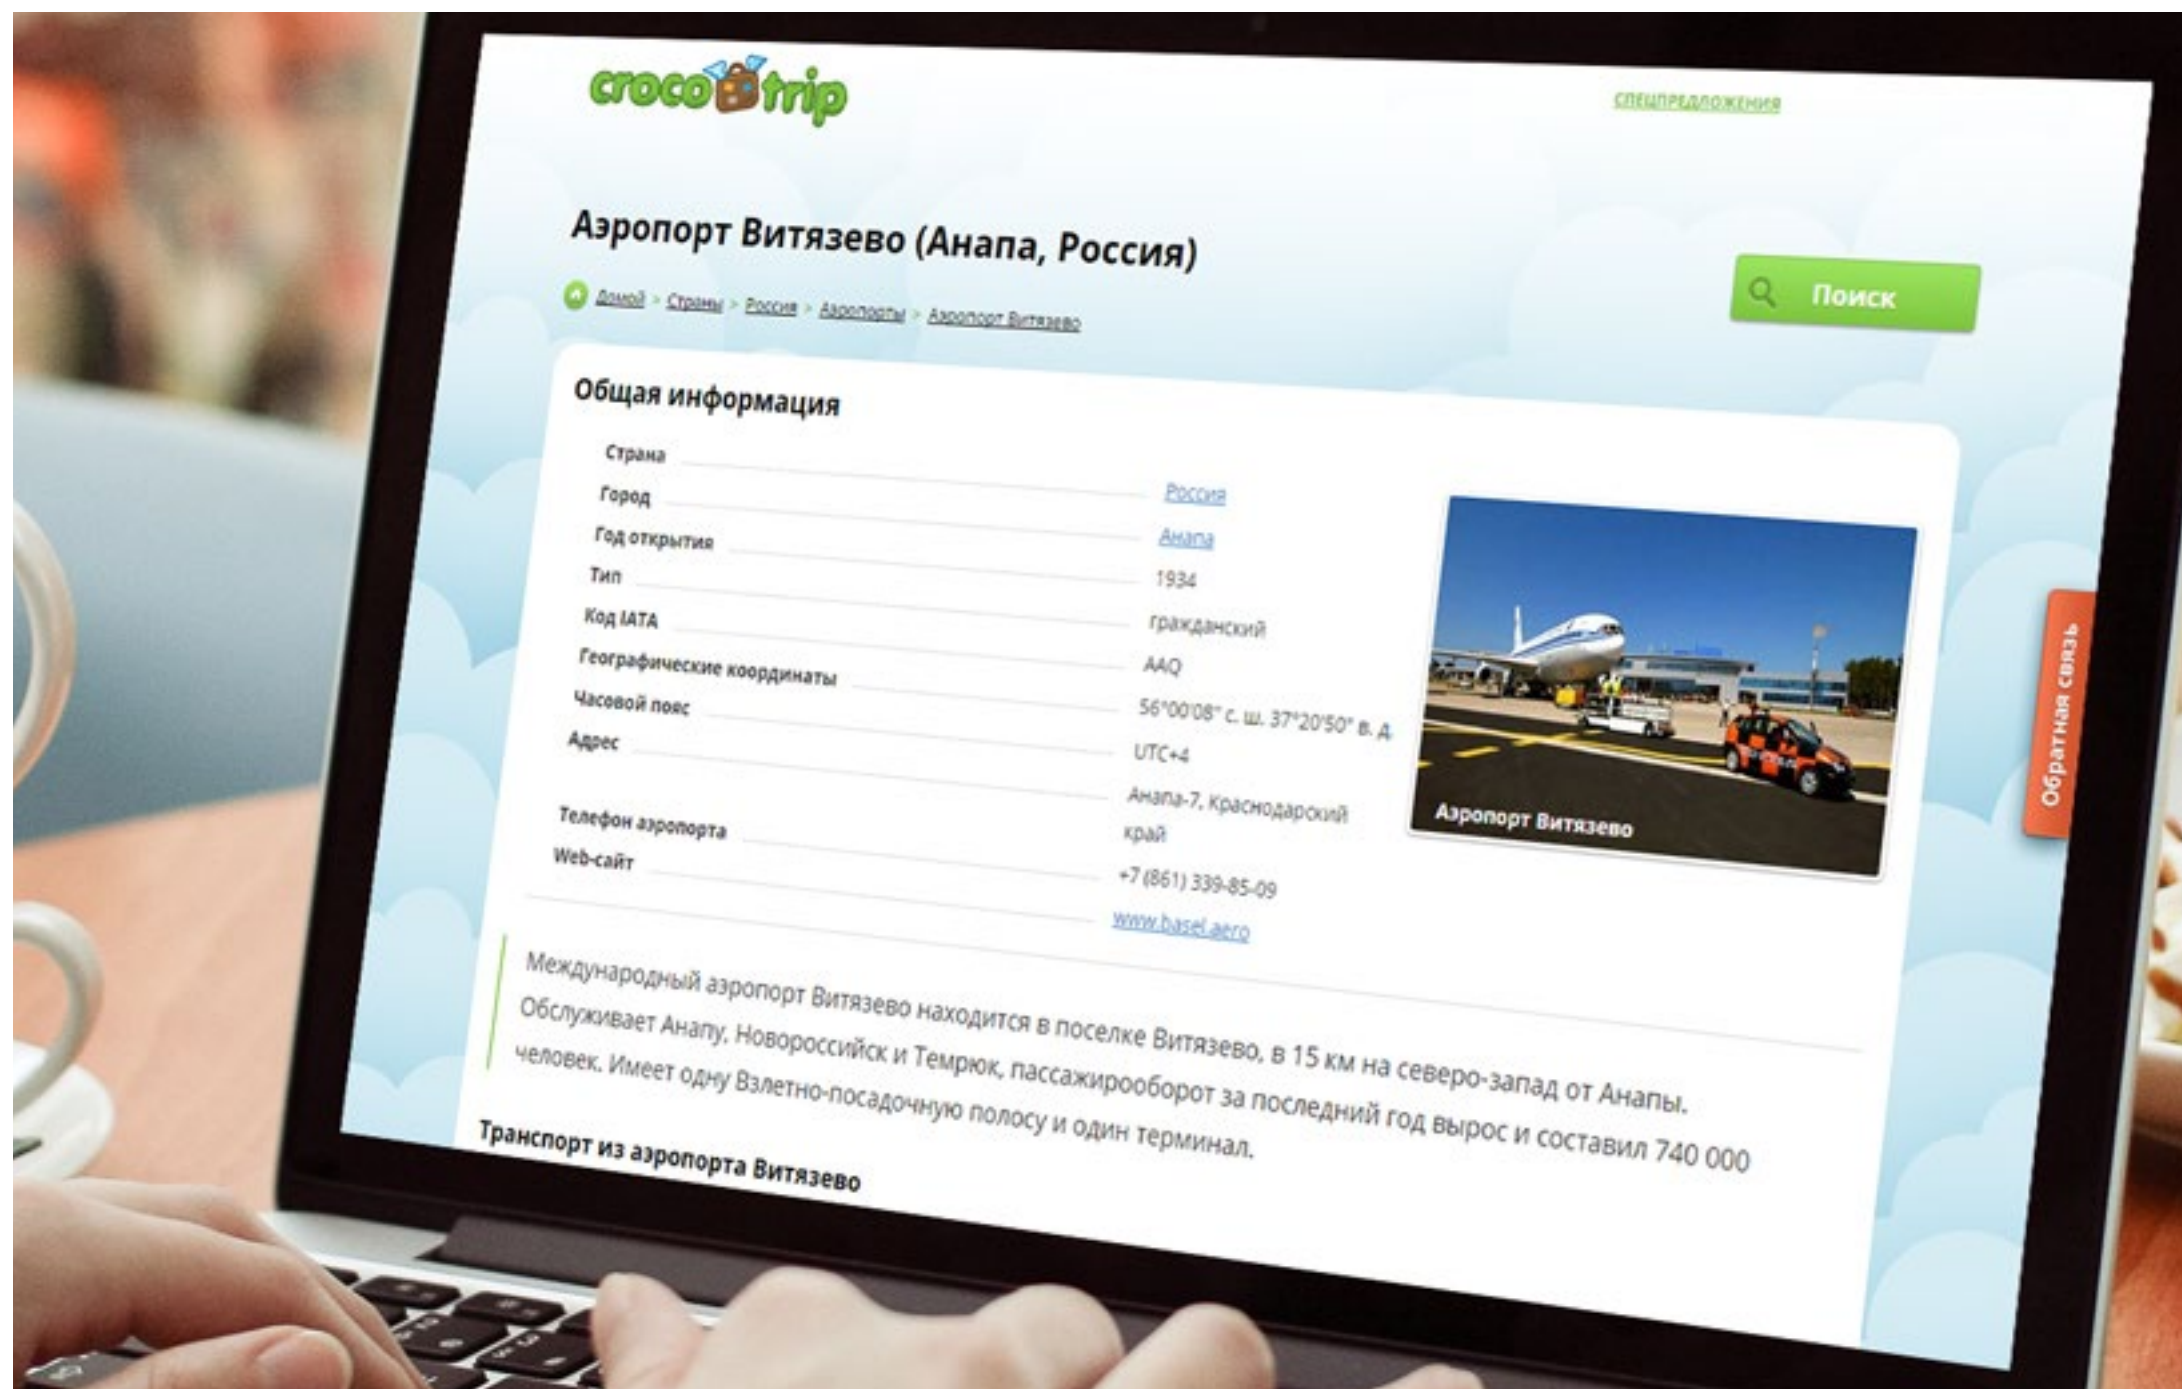 crocotrip
СПЕЦПРЕДЛОЖЕНИЯ
Аэропорт Витязево (Анапа, Россия)
Поиск
Домой > Страны > Россия > Аэропорты > Аэропорт Витязево
Общая информация
Страна Россия
Город Анапа
Год открытия 1934
Тип гражданский
Код IATA AAQ
Географические координаты 56°00'08" с. ш. 37°20'50" в. д.
Часовой пояс UTC+4
Адрес Анапа-7, Краснодарский
край
Телефон аэропорта +7 (861) 339-85-09
Web-сайт www.basel.aero
Аэропорт Витязево
Обратная связь
Международный аэропорт Витязево находится в поселке Витязево, в 15 км на северо-запад от Анапы.
Обслуживает Анапу, Новороссийск и Темрюк, пассажирооборот за последний год вырос и составил 740 000
человек. Имеет одну Взлетно-посадочную полосу и один терминал.
Транспорт из аэропорта Витязево